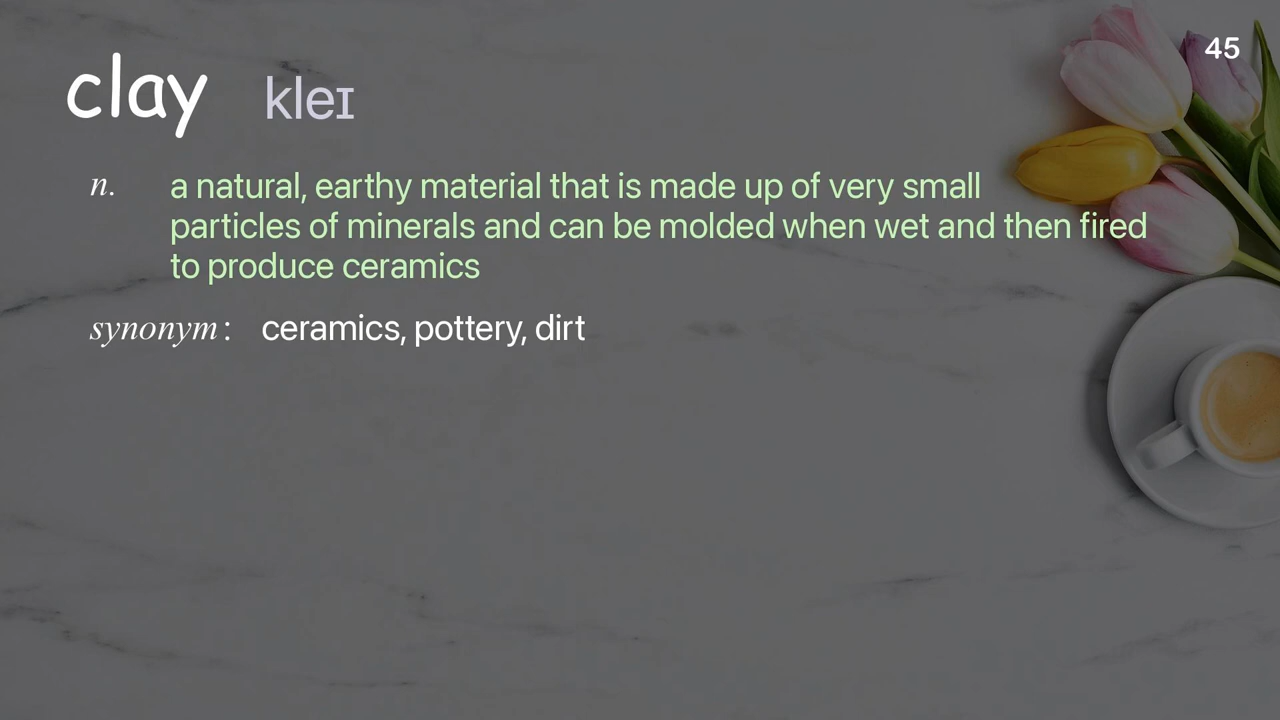 45
clay kleɪ
n. a natural, earthy material that is made up of very small
particles of minerals and can be molded when wet and then fired
to produce ceramics
synonym: ceramics, pottery, dirt